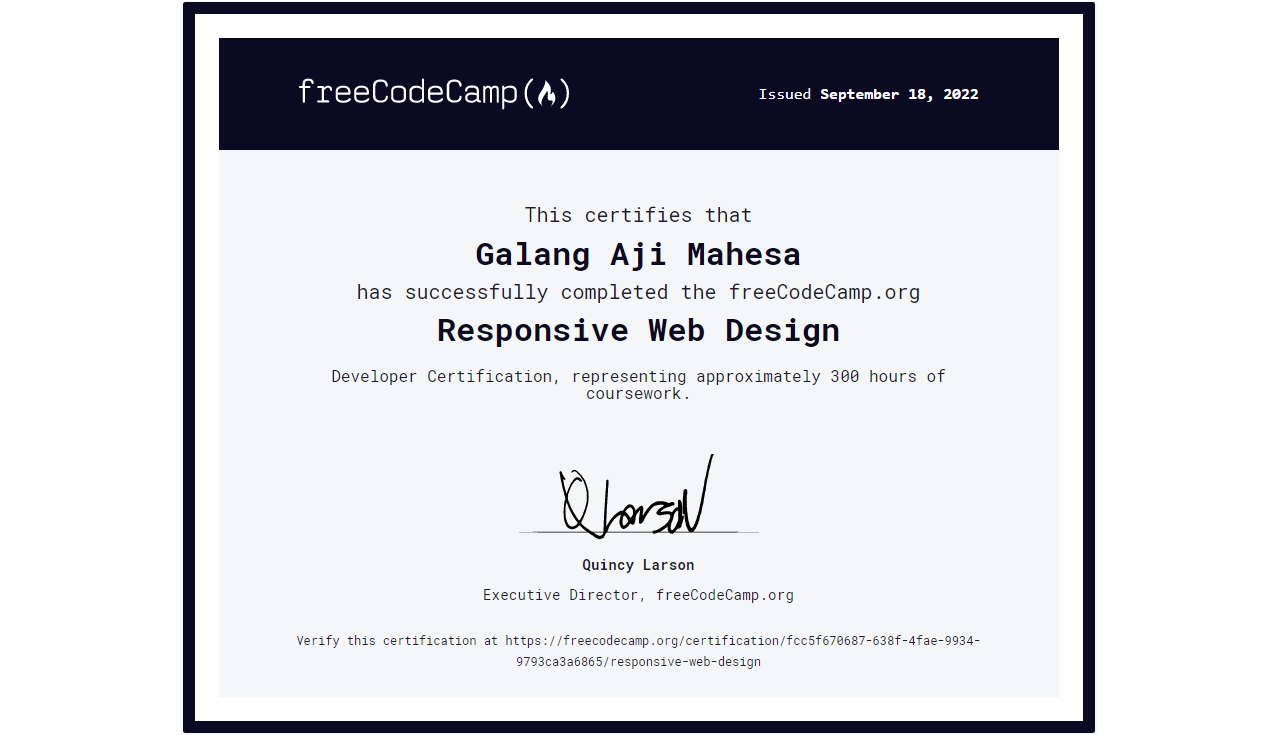 freeCodeCamp(🔥)
Issued September 18, 2022
This certifies that
Galang Aji Mahesa
has successfully completed the freeCodeCamp.org
Responsive Web Design
Developer Certification, representing approximately 300 hours of
coursework.
Q Larson
Quincy Larson
Executive Director, freeCodeCamp.org
Verify this certification at https://freecodecamp.org/certification/fcc5f670687-638f-4fae-9934-
9793ca3a6865/responsive-web-design